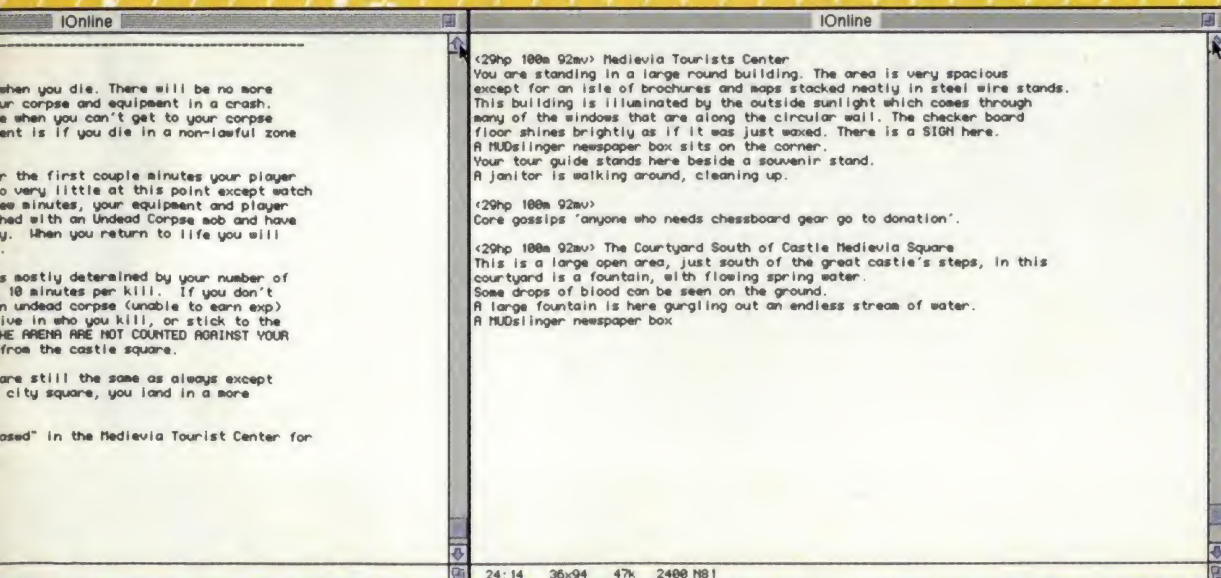 IOnline
when you die. There will be no more
ur corpse and equipment in a crash.
e when you can't get to your corpse
ent is if you die in a non-lawful zone
r the first couple minutes your player
o very little at this point except watch
ew minutes, your equipment and player
hed with an Undead Corpse mob and have
y. When you return to life you will
.
s mostly determined by your number of
10 minutes per kill. If you don't
n undead corpse (unable to earn exp)
ive in who you kill, or stick to the
HE ARENA ARE NOT COUNTED AGAINST YOUR
from the castle square.
are still the same as always except
city square, you land in a more
osed" in the Medievia Tourist Center for
IOnline
<29hp 100m 92mv> Medievia Tourists Center
You are standing in a large round building. The area is very spacious
except for an isle of brochures and maps stacked neatly in steel wire stands.
This building is illuminated by the outside sunlight which comes through
many of the windows that are along the circular wall. The checker board
floor shines brightly as if it was just waxed. There is a SIGN here.
A MUDslinger newspaper box sits on the corner.
Your tour guide stands here beside a souvenir stand.
A janitor is walking around, cleaning up.
<29hp 100m 92mv>
Core gossips 'anyone who needs chessboard gear go to donation'.
<29hp 100m 92mv> The Courtyard South of Castle Medievia Square
This is a large open area, just south of the great castle's steps, in this
courtyard is a fountain, with flowing spring water.
Some drops of blood can be seen on the ground.
A large fountain is here gurgling out an endless stream of water.
A MUDslinger newspaper box
24:14 36x94 47k 2400 N81